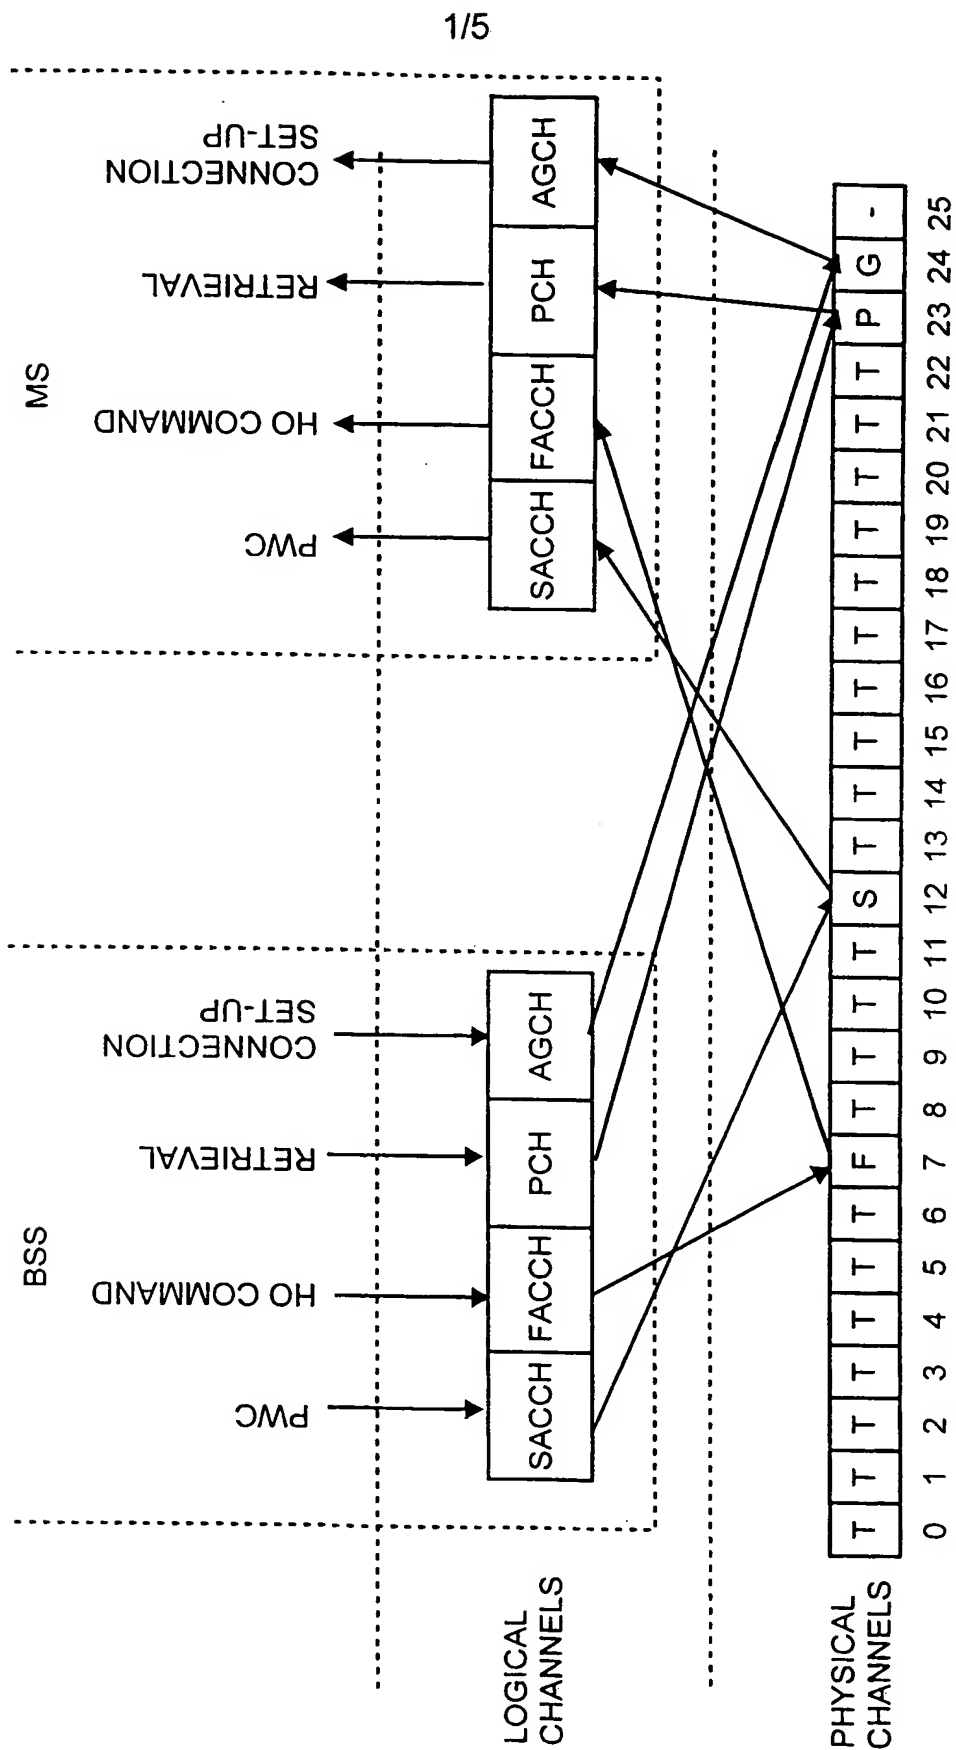 1/5
BSS
MS
PWC
HO COMMAND
RETRIEVAL
CONNECTION
SET-UP
PWC
HO COMMAND
RETRIEVAL
CONNECTION
SET-UP
LOGICAL
CHANNELS
SACCH FACCH PCH AGCH
SACCH FACCH PCH AGCH
PHYSICAL
CHANNELS
T T T T T T T F T T T T S T T T T T T T T T T P G -
0 1 2 3 4 5 6 7 8 9 10 11 12 13 14 15 16 17 18 19 20 21 22 23 24 25